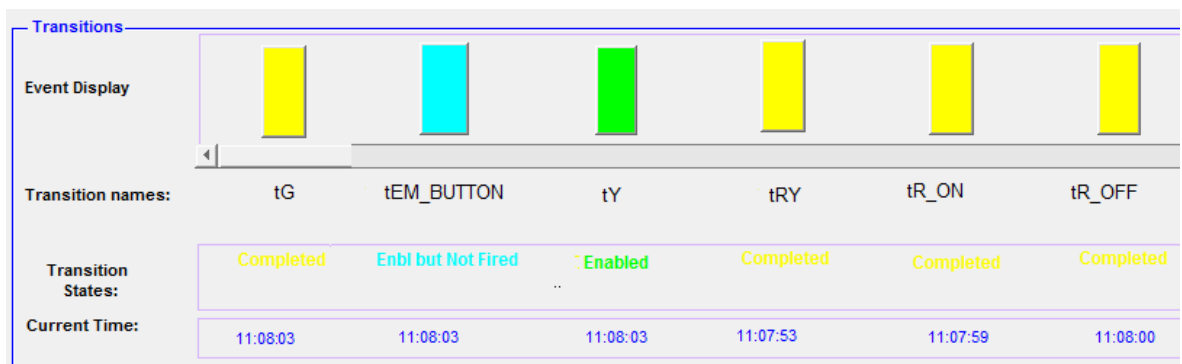 Transitions
Event Display
Transition names:
tG
tEM_BUTTON
tY
tRY
tR_ON
tR_OFF
Transition
States:
Completed
Enbl but Not Fired
Enabled
Completed
Completed
Completed
..
Current Time:
11:08:03
11:08:03
11:08:03
11:07:53
11:07:59
11:08:00